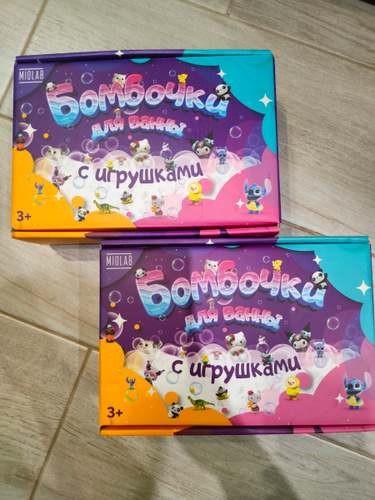 MIOLAB
Бомбочки
для ванны
с игрушками
3+
MIOLAB
Бомбочки
для ванны
с игрушками
3+